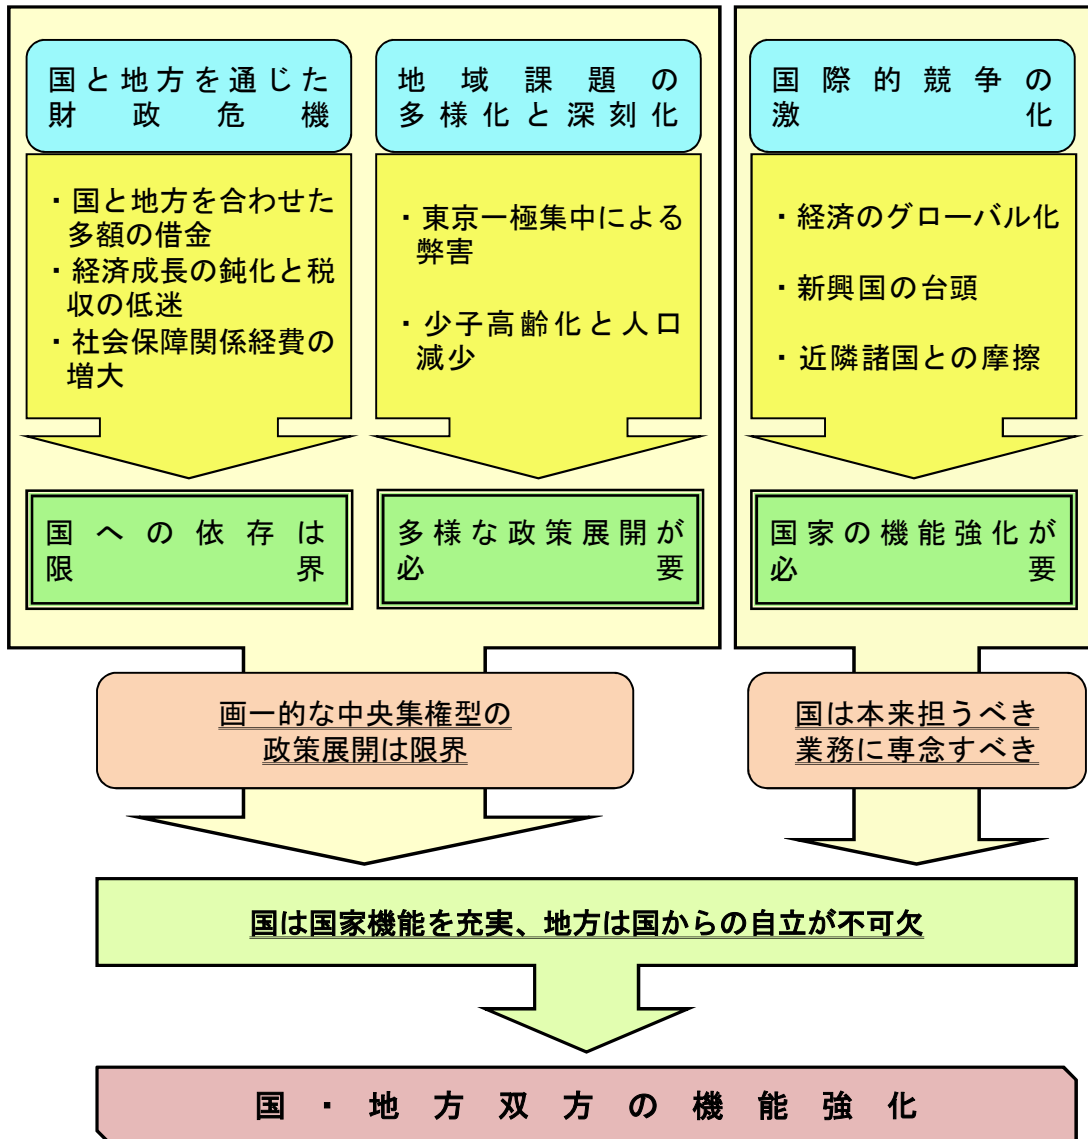 国と地方を通じた
財政危機
・国と地方を合わせた
多額の借金
・経済成長の鈍化と税
収の低迷
・社会保障関係経費の
増大
国への依存は
限界
地域課題の
多様化と深刻化
・東京一極集中による
弊害
・少子高齢化と人口
減少
多様な政策展開が
必要
国際的競争の
激化
・経済のグローバル化
・新興国の台頭
・近隣諸国との摩擦
国家の機能強化が
必要
画一的な中央集権型の
政策展開は限界
国は本来担うべき
業務に専念すべき
国は国家機能を充実、地方は国からの自立が不可欠
国・地方双方の機能強化